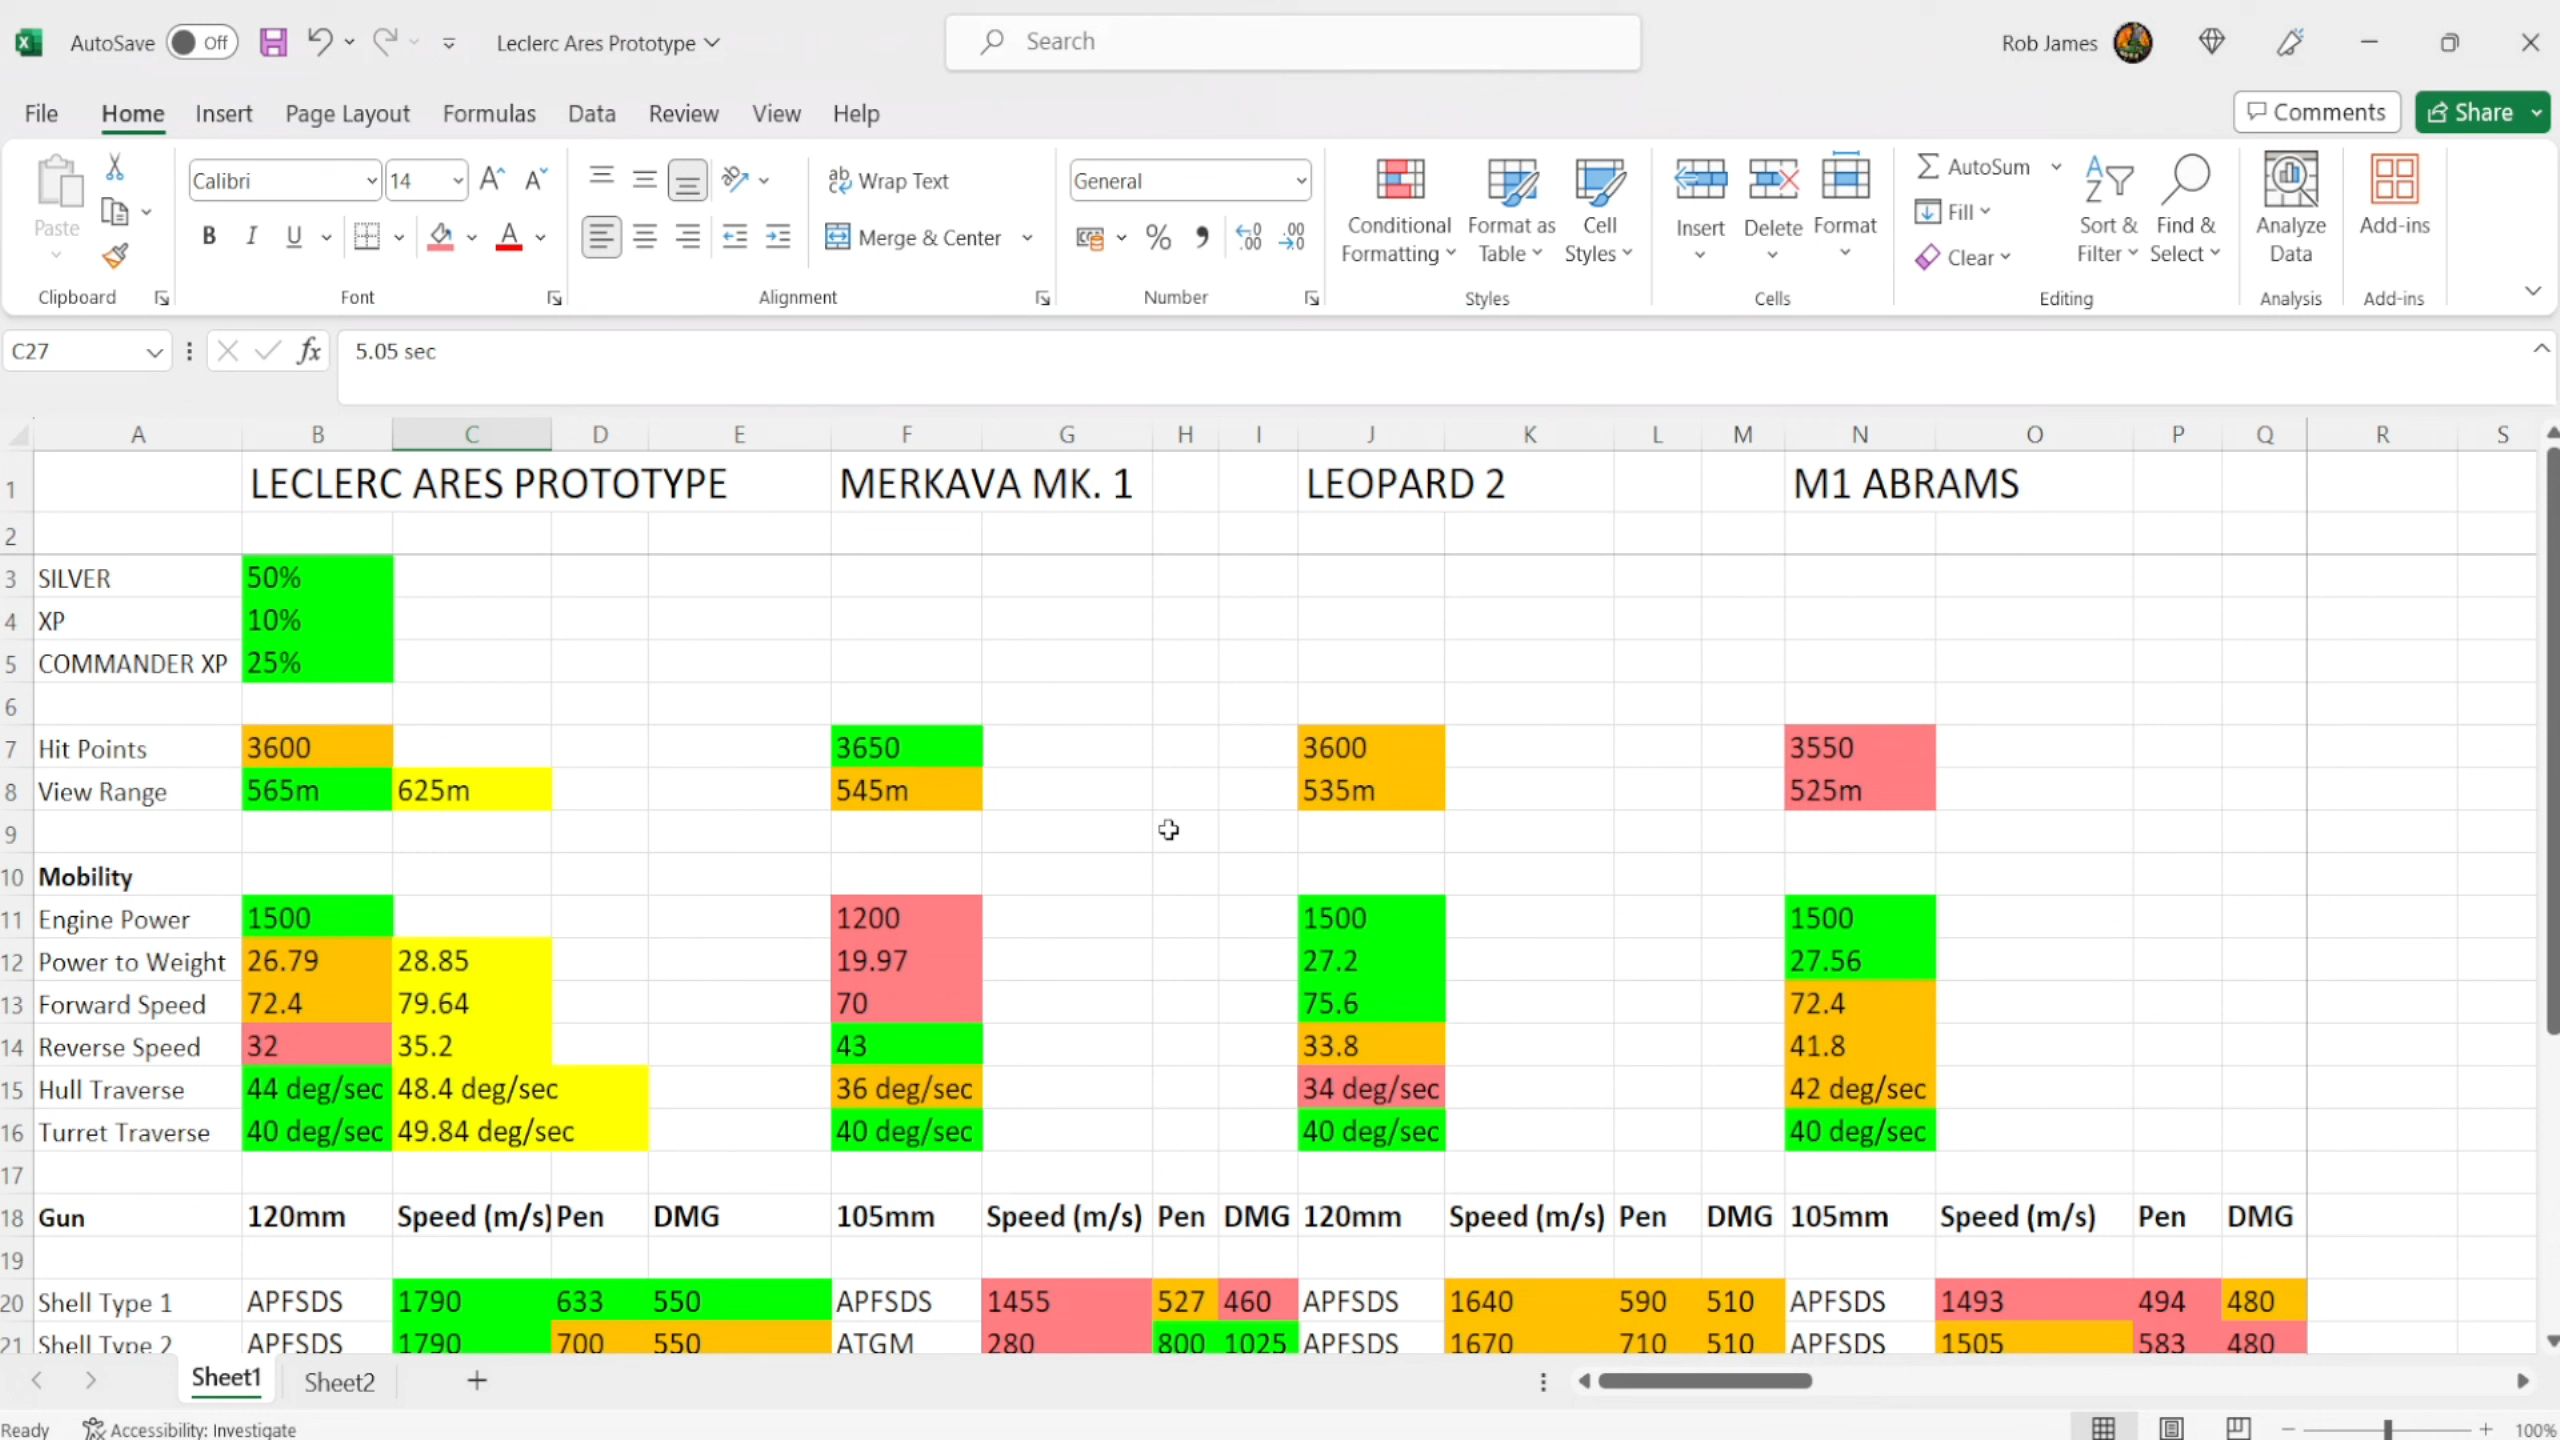 AutoSave Off Leclerc Ares Prototype Search Rob James
File Home Insert Page Layout Formulas Data Review View Help Comments Share
Paste Calibri 14 Wrap Text General Conditional Formatting Format as Table Cell Styles Insert Delete Format AutoSum Fill Clear Sort & Filter Find & Select Analyze Data Add-ins
B I U Merge & Center
Clipboard Font Alignment Number Styles Cells Editing Analysis Add-ins
C27 fx 5.05 sec
A B C D E F G H I J K L M N O P Q R S
1 LECLERC ARES PROTOTYPE MERKAVA MK. 1 LEOPARD 2 M1 ABRAMS
2
3 SILVER 50%
4 XP 10%
5 COMMANDER XP 25%
6
7 Hit Points 3600 3650 3600 3550
8 View Range 565m 625m 545m 535m 525m
9
10 Mobility
11 Engine Power 1500 1200 1500 1500
12 Power to Weight 26.79 28.85 19.97 27.2 27.56
13 Forward Speed 72.4 79.64 70 75.6 72.4
14 Reverse Speed 32 35.2 43 33.8 41.8
15 Hull Traverse 44 deg/sec 48.4 deg/sec 36 deg/sec 34 deg/sec 42 deg/sec
16 Turret Traverse 40 deg/sec 49.84 deg/sec 40 deg/sec 40 deg/sec 40 deg/sec
17
18 Gun 120mm Speed (m/s) Pen DMG 105mm Speed (m/s) Pen DMG 120mm Speed (m/s) Pen DMG 105mm Speed (m/s) Pen DMG
19
20 Shell Type 1 APFSDS 1790 633 550 APFSDS 1455 527 460 APFSDS 1640 590 510 APFSDS 1493 494 480
21 Shell Type 2 APFSDS 1790 700 550 ATGM 280 800 1025 APFSDS 1670 710 510 APFSDS 1505 583 480
Sheet1 Sheet2
Ready Accessibility: Investigate 100%